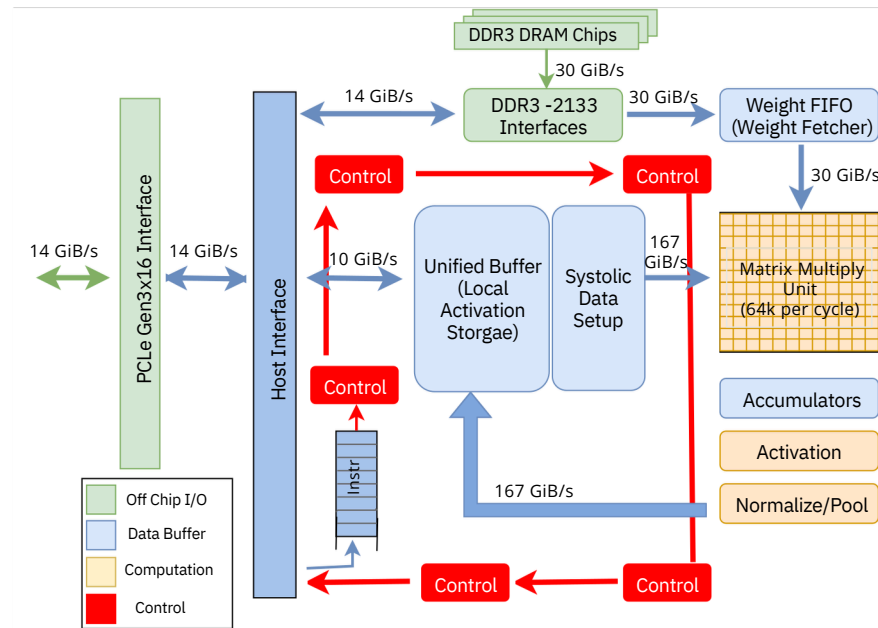 DDR3 DRAM Chips
30 GiB/s
14 GiB/s
DDR3 -2133
Interfaces
30 GiB/s
Weight FIFO
(Weight Fetcher)
30 GiB/s
Control
Control
PCLe Gen3x16 Interface
14 GiB/s
14 GiB/s
Host Interface
10 GiB/s
Unified Buffer
(Local
Activation
Storgae)
Systolic
Data
Setup
167
GiB/s
Matrix Multiply
Unit
(64k per cycle)
Control
Instr
Accumulators
Activation
Normalize/Pool
167 GiB/s
Control
Control
Off Chip I/O
Data Buffer
Computation
Control